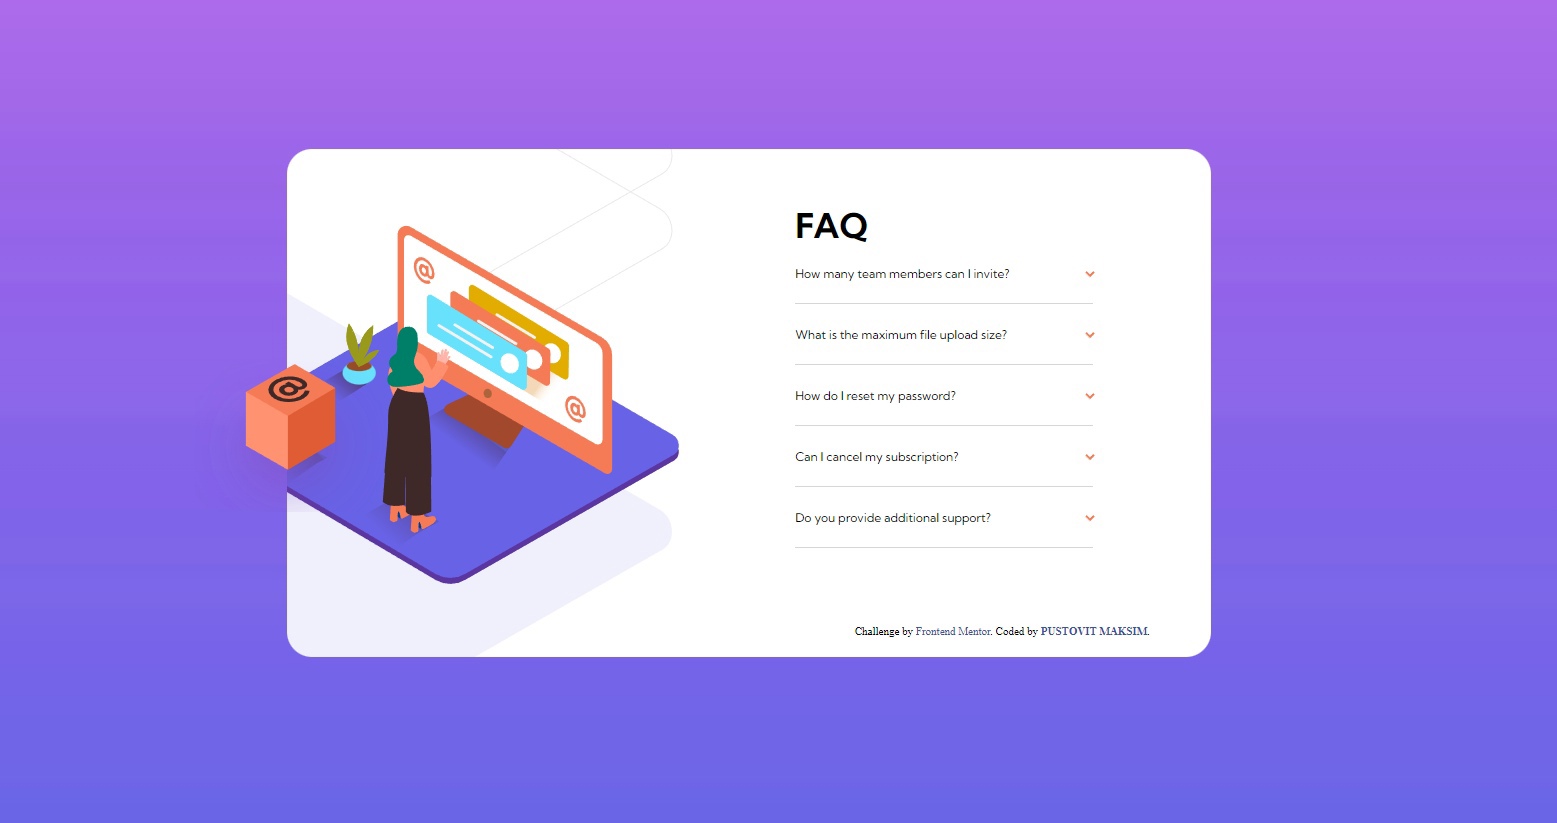 FAQ
How many team members can I invite?
What is the maximum file upload size?
How do I reset my password?
Can I cancel my subscription?
Do you provide additional support?
Challenge by Frontend Mentor. Coded by PUSTOVIT MAKSIM.
@
@
@